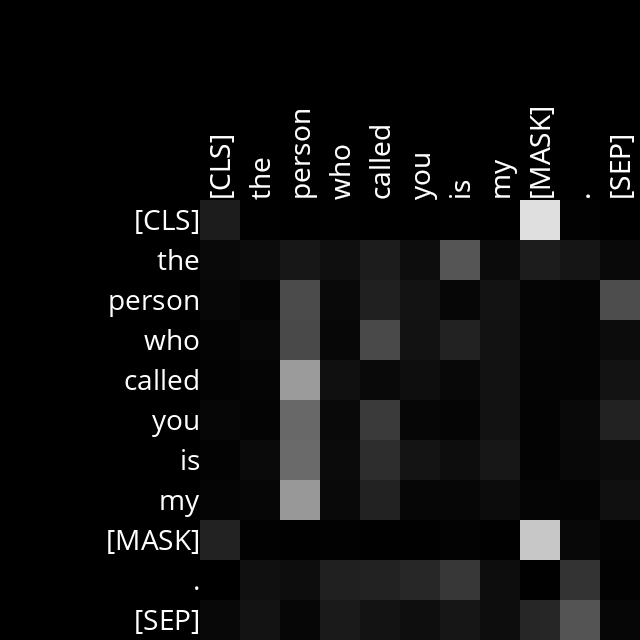 [CLS] the person who called you is my [MASK] . [SEP]
[CLS]
the
person
who
called
you
is
my
[MASK]
.
[SEP]